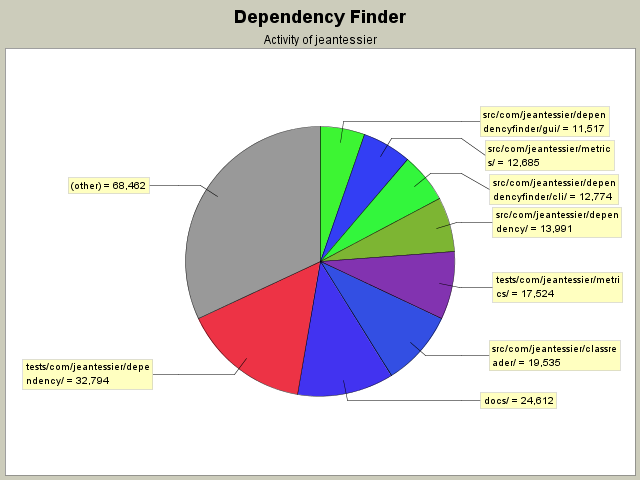 Dependency Finder
Activity of jeantessier
src/com/jeantessier/depen
dencyfinder/gui/ = 11,517
src/com/jeantessier/metric
s/ = 12,685
src/com/jeantessier/depen
dencyfinder/cli/ = 12,774
src/com/jeantessier/depen
dency/ = 13,991
tests/com/jeantessier/metri
cs/ = 17,524
src/com/jeantessier/classre
ader/ = 19,535
docs/ = 24,612
tests/com/jeantessier/depe
ndency/ = 32,794
(other) = 68,462